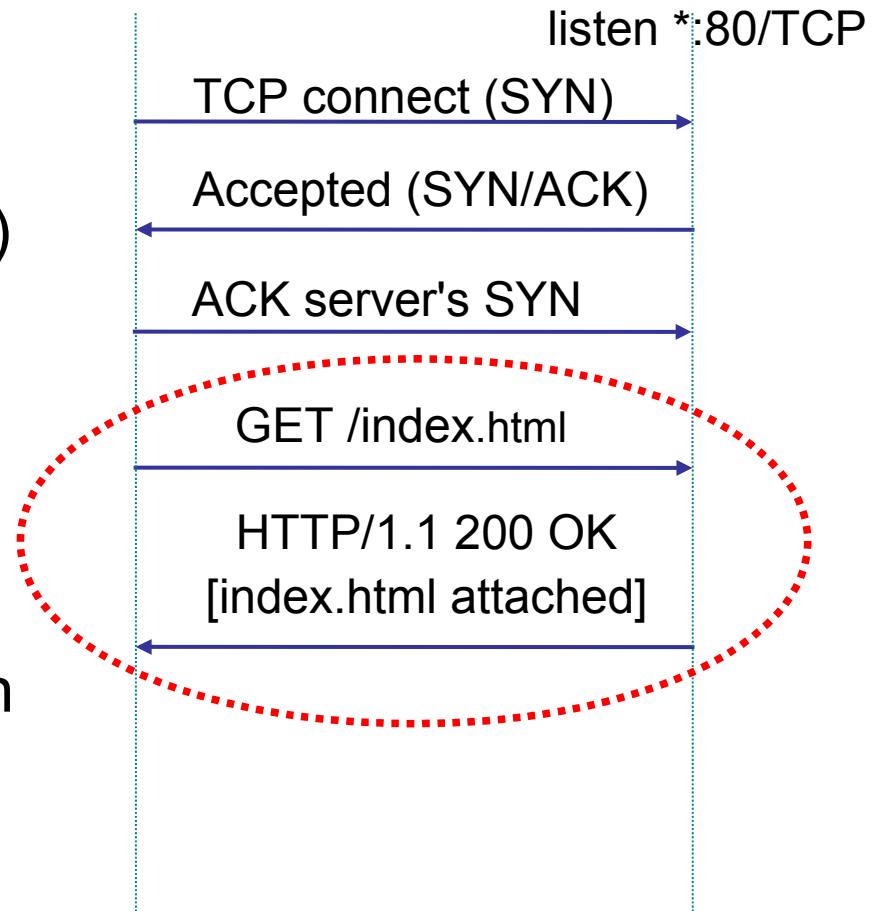 listen *:80/TCP
TCP connect (SYN)
Accepted (SYN/ACK)
)
ACK server's SYN
GET /index.html
HTTP/1.1 200 OK
[index.html attached]
n